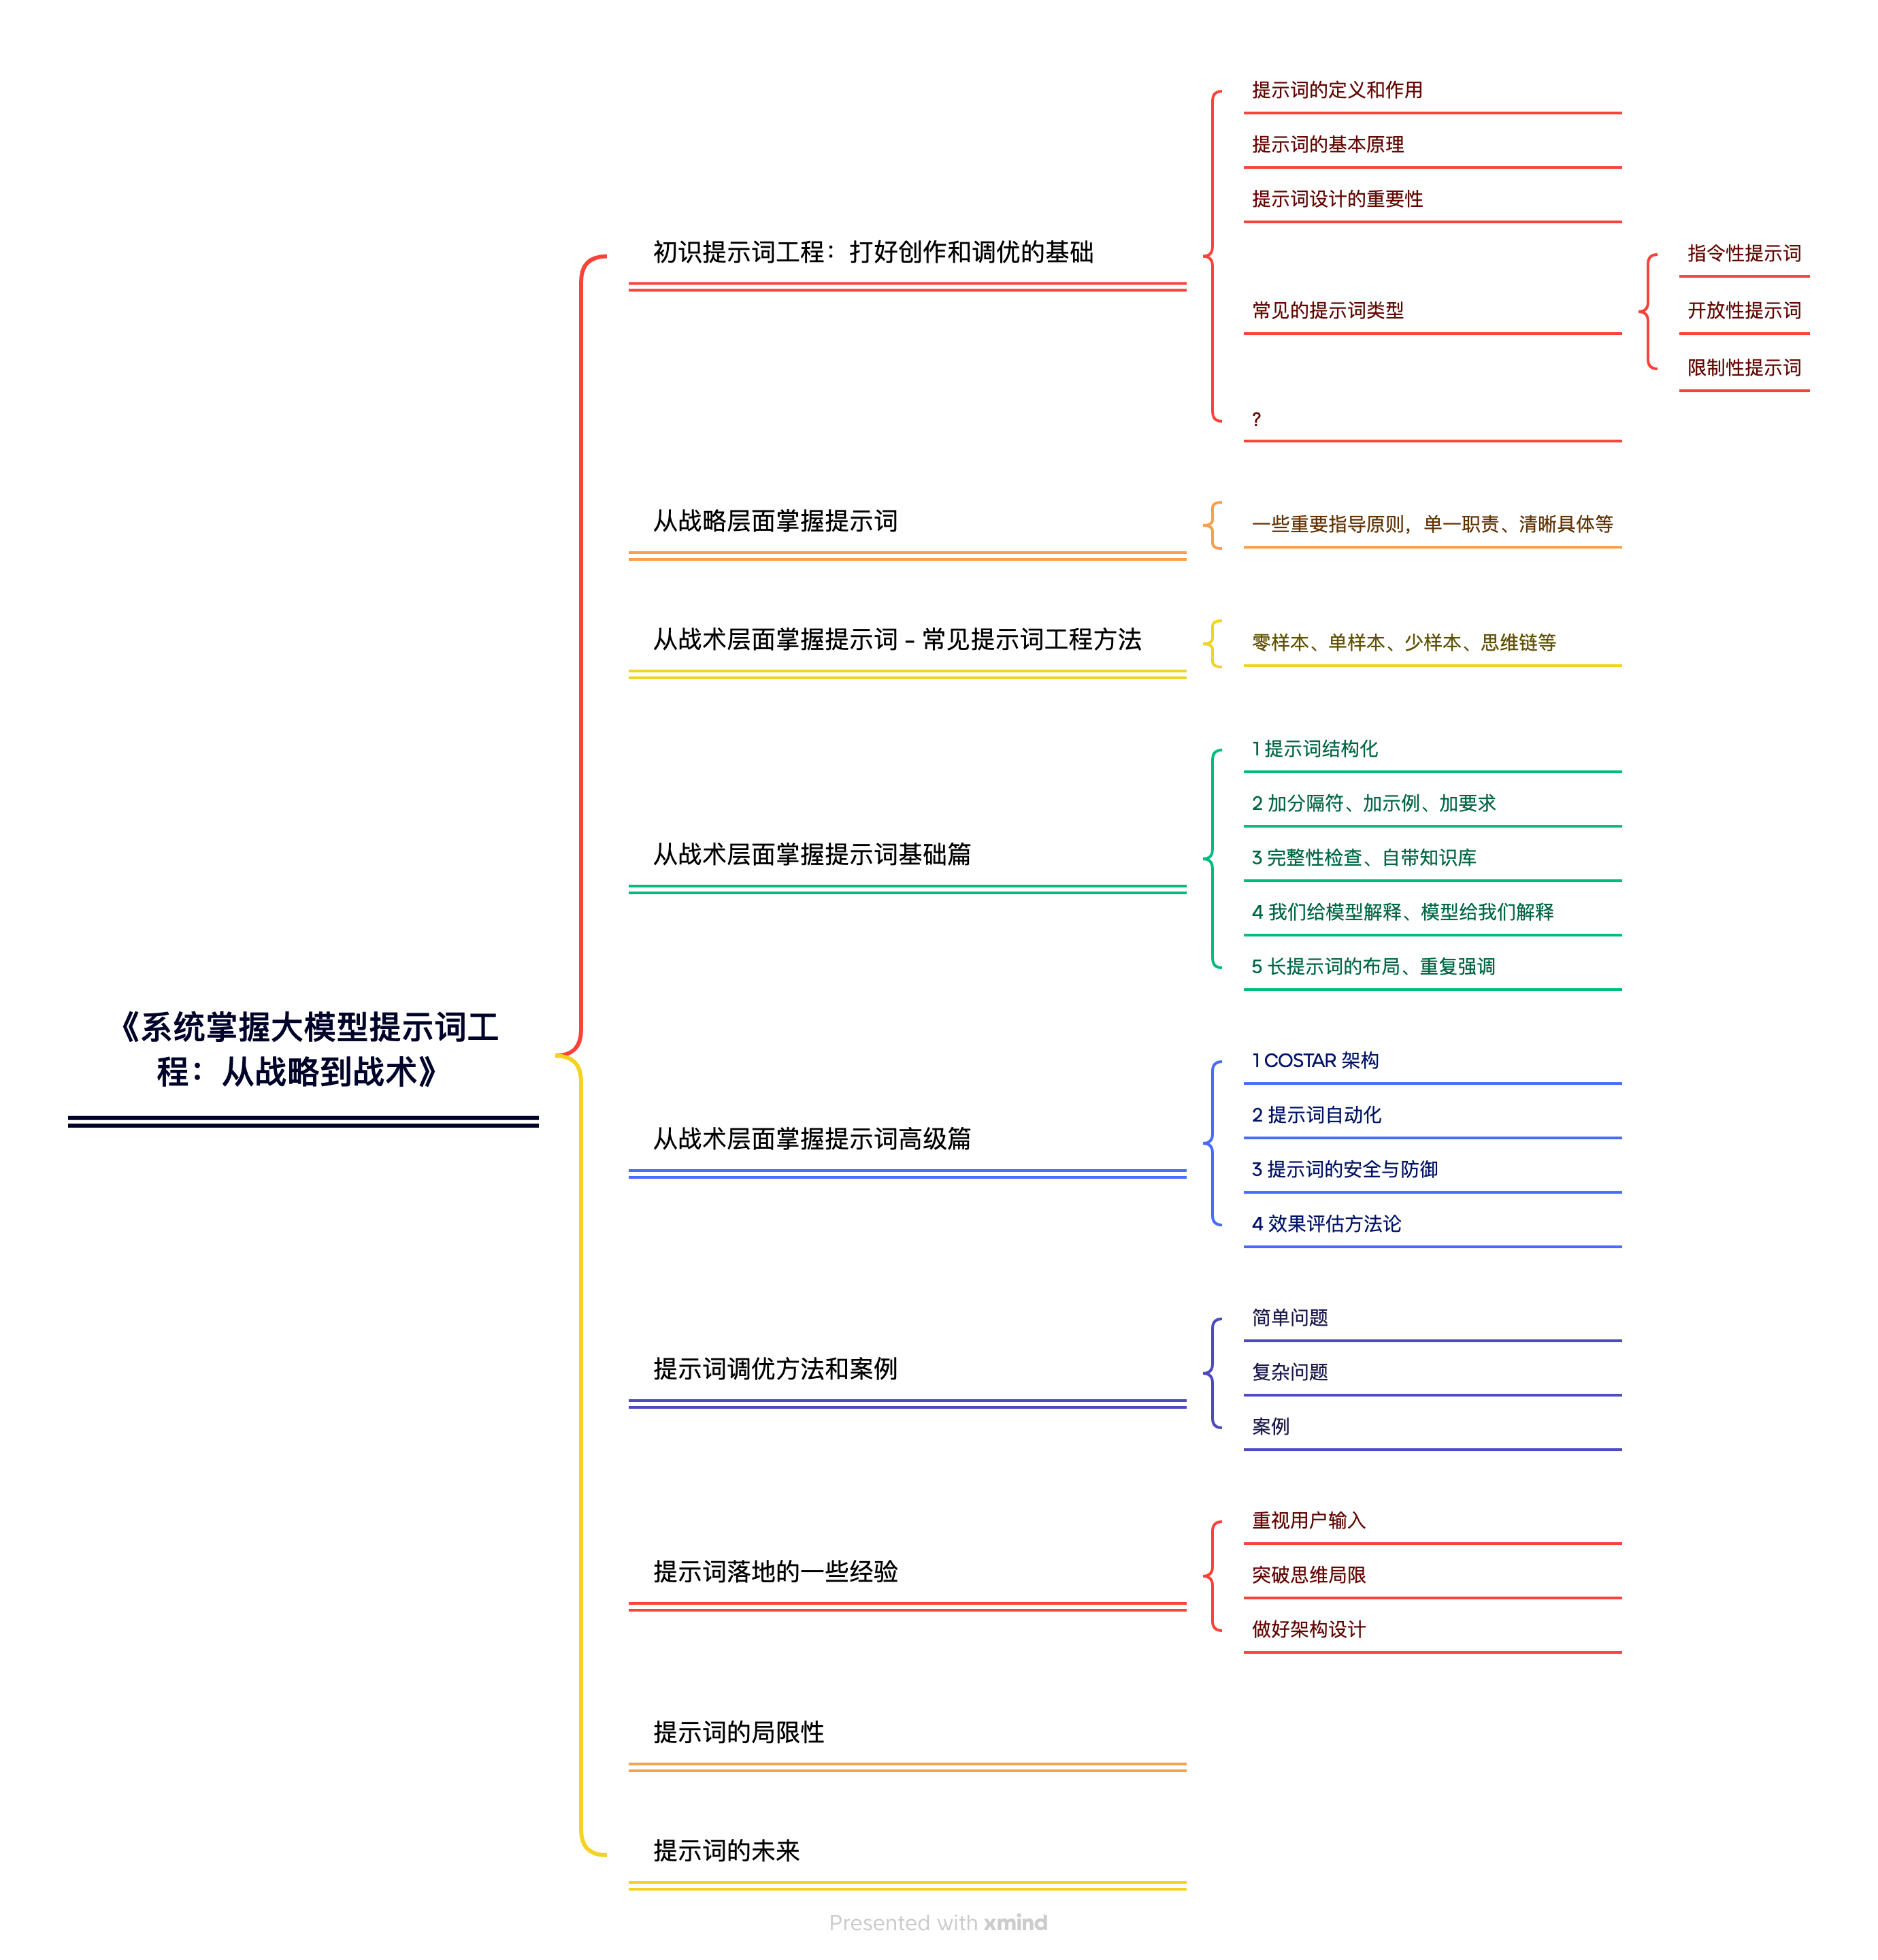 《系统掌握大模型提示词工
程：从战略到战术》
初识提示词工程：打好创作和调优的基础
提示词的定义和作用
提示词的基本原理
提示词设计的重要性
常见的提示词类型
指令性提示词
开放性提示词
限制性提示词
?
从战略层面掌握提示词
一些重要指导原则，单一职责、清晰具体等
从战术层面掌握提示词 - 常见提示词工程方法
零样本、单样本、少样本、思维链等
从战术层面掌握提示词基础篇
1 提示词结构化
2 加分隔符、加示例、加要求
3 完整性检查、自带知识库
4 我们给模型解释、模型给我们解释
5 长提示词的布局、重复强调
从战术层面掌握提示词高级篇
1 COSTAR 架构
2 提示词自动化
3 提示词的安全与防御
4 效果评估方法论
提示词调优方法和案例
简单问题
复杂问题
案例
提示词落地的一些经验
重视用户输入
突破思维局限
做好架构设计
提示词的局限性
提示词的未来
Presented with xmind